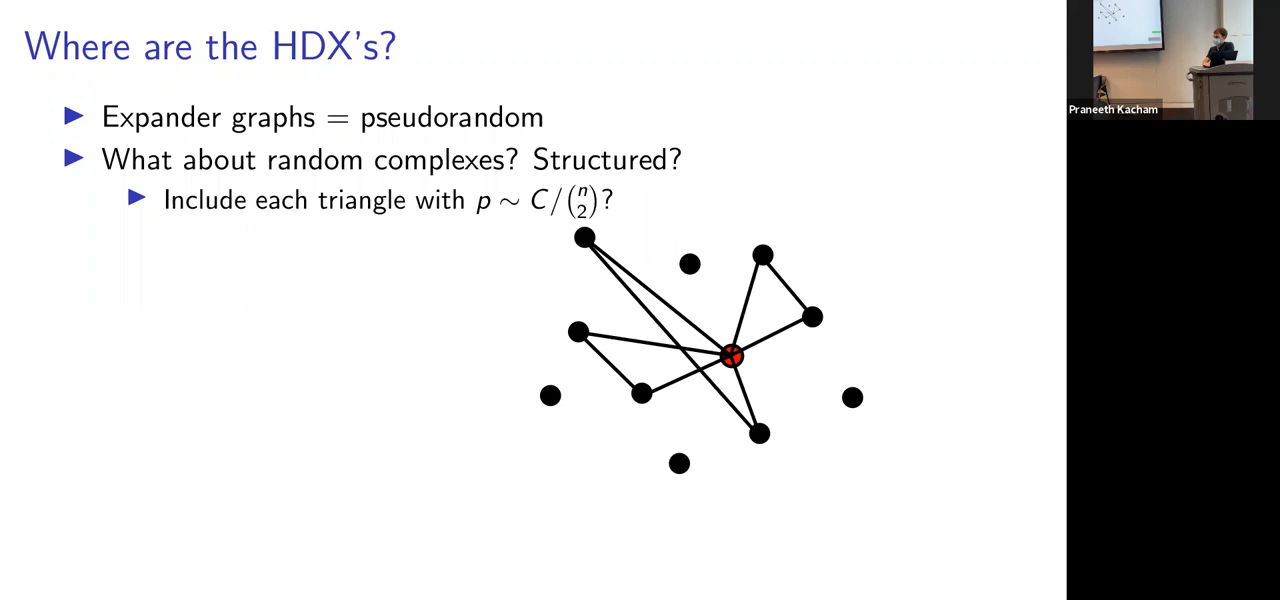 Where are the HDX's?
▶ Expander graphs = pseudorandom
▶ What about random complexes? Structured?
▶ Include each triangle with p ∼ C/(n 2)?
Praneeth Kacham